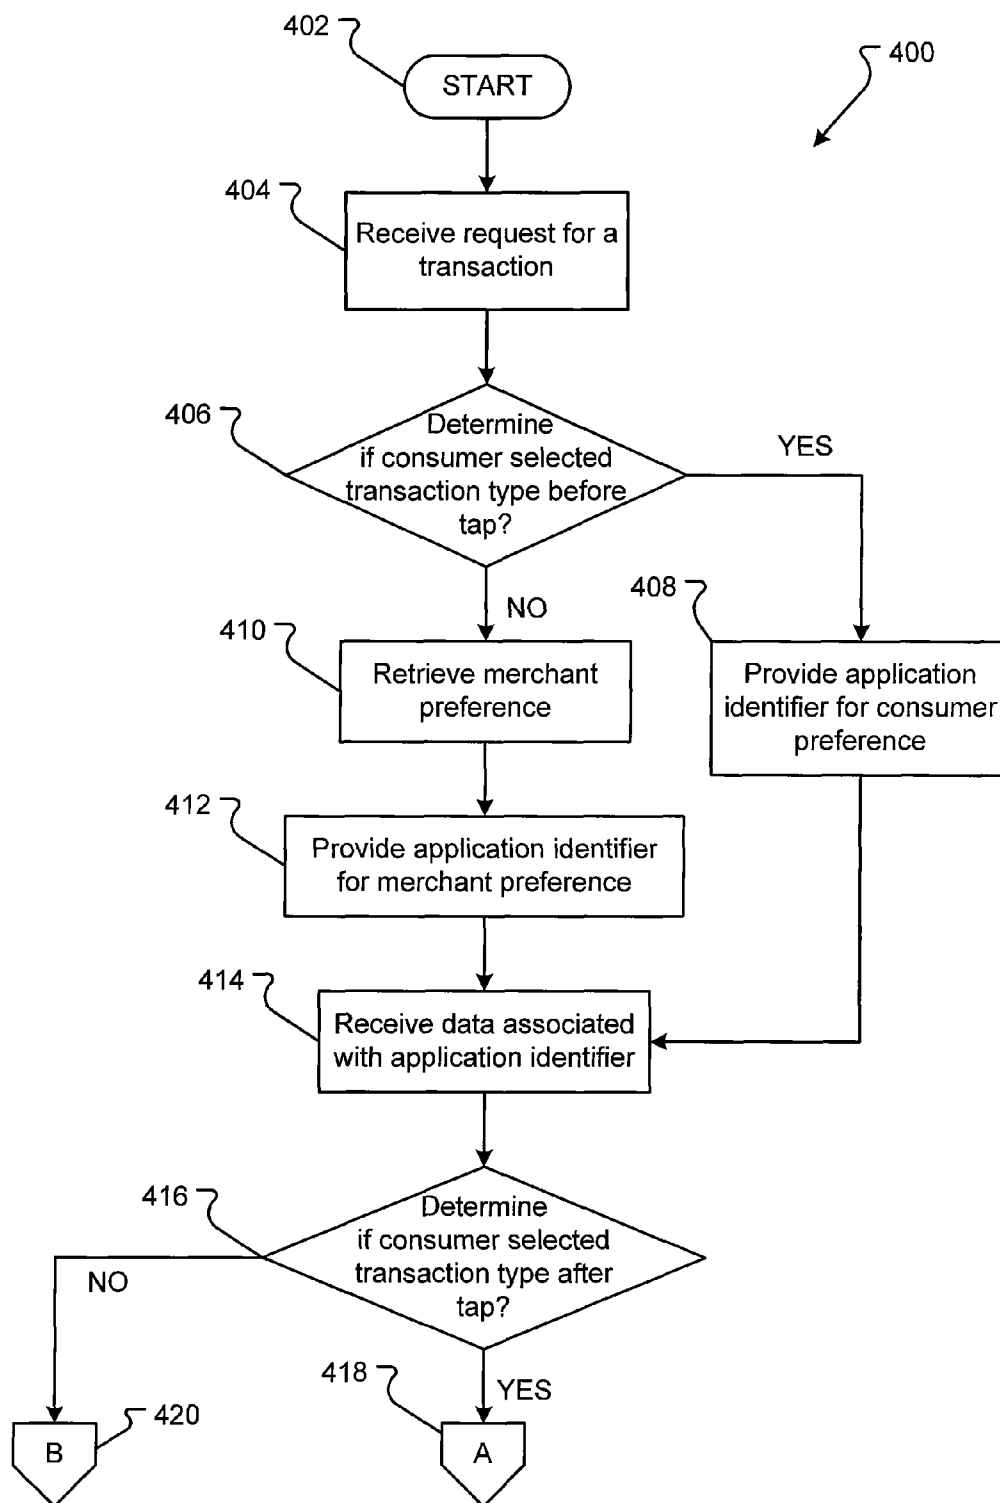 402
START
400
404
Receive request for a
transaction
406
Determine
if consumer selected
transaction type before
tap?
YES
NO
408
410
Retrieve merchant
preference
Provide application
identifier for consumer
preference
412
Provide application identifier
for merchant preference
414
Receive data associated
with application identifier
416
Determine
if consumer selected
transaction type after
tap?
NO
YES
418
420
B
A